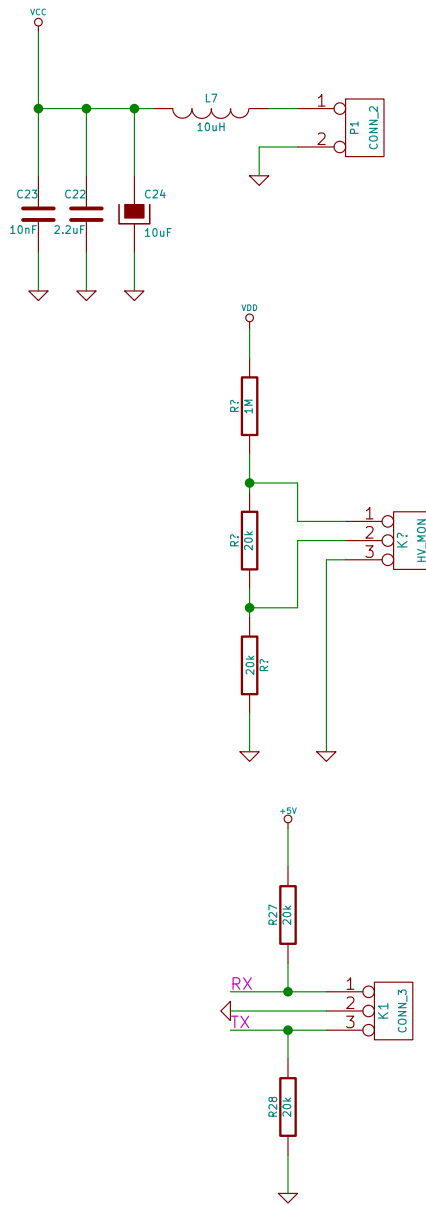 VCC
L7
10uH
1
2
P1
CONN_2
C23
10nF
C22
2.2uF
C24
10uF
VDD
R?
1M
R?
20k
1
2
3
K?
HV_MON
20k
R?
+5V
R27
20k
RX
TX
1
2
3
K1
CONN_3
R28
20k